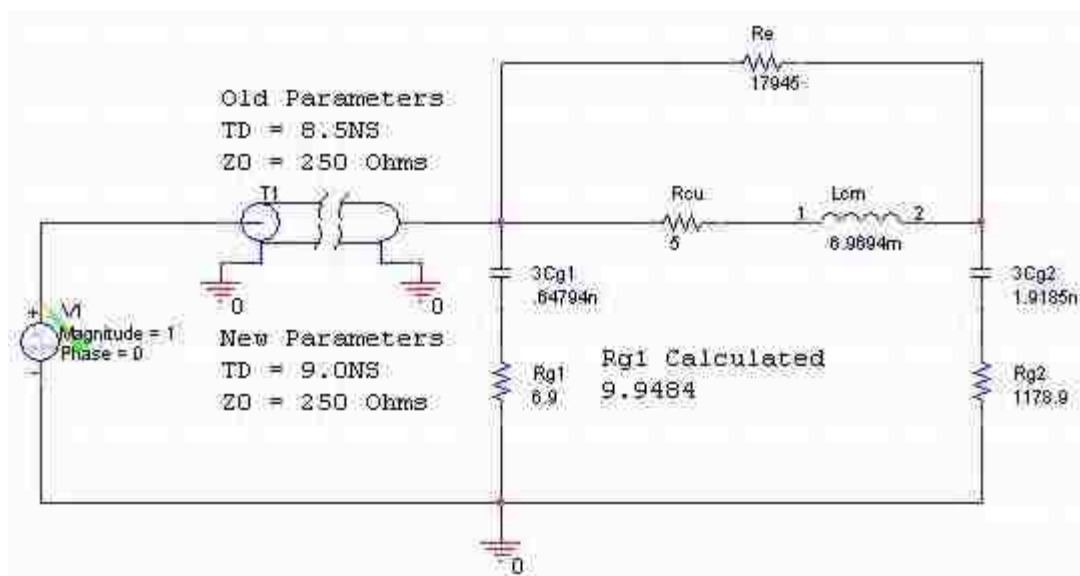 Re
17945
Old Parameters
TD = 8.5NS
Z0 = 250 Ohms
T1
Rcu
5
Lcm
1
2
6.9694m
0
0
3Cg1
.64794n
3Cg2
1.9185n
+
V1
Magnitude = 1
Phase = 0
-
New Parameters
TD = 9.0NS
Z0 = 250 Ohms
Rg1 Calculated
9.9484
Rg1
6.9
Rg2
1178.9
0